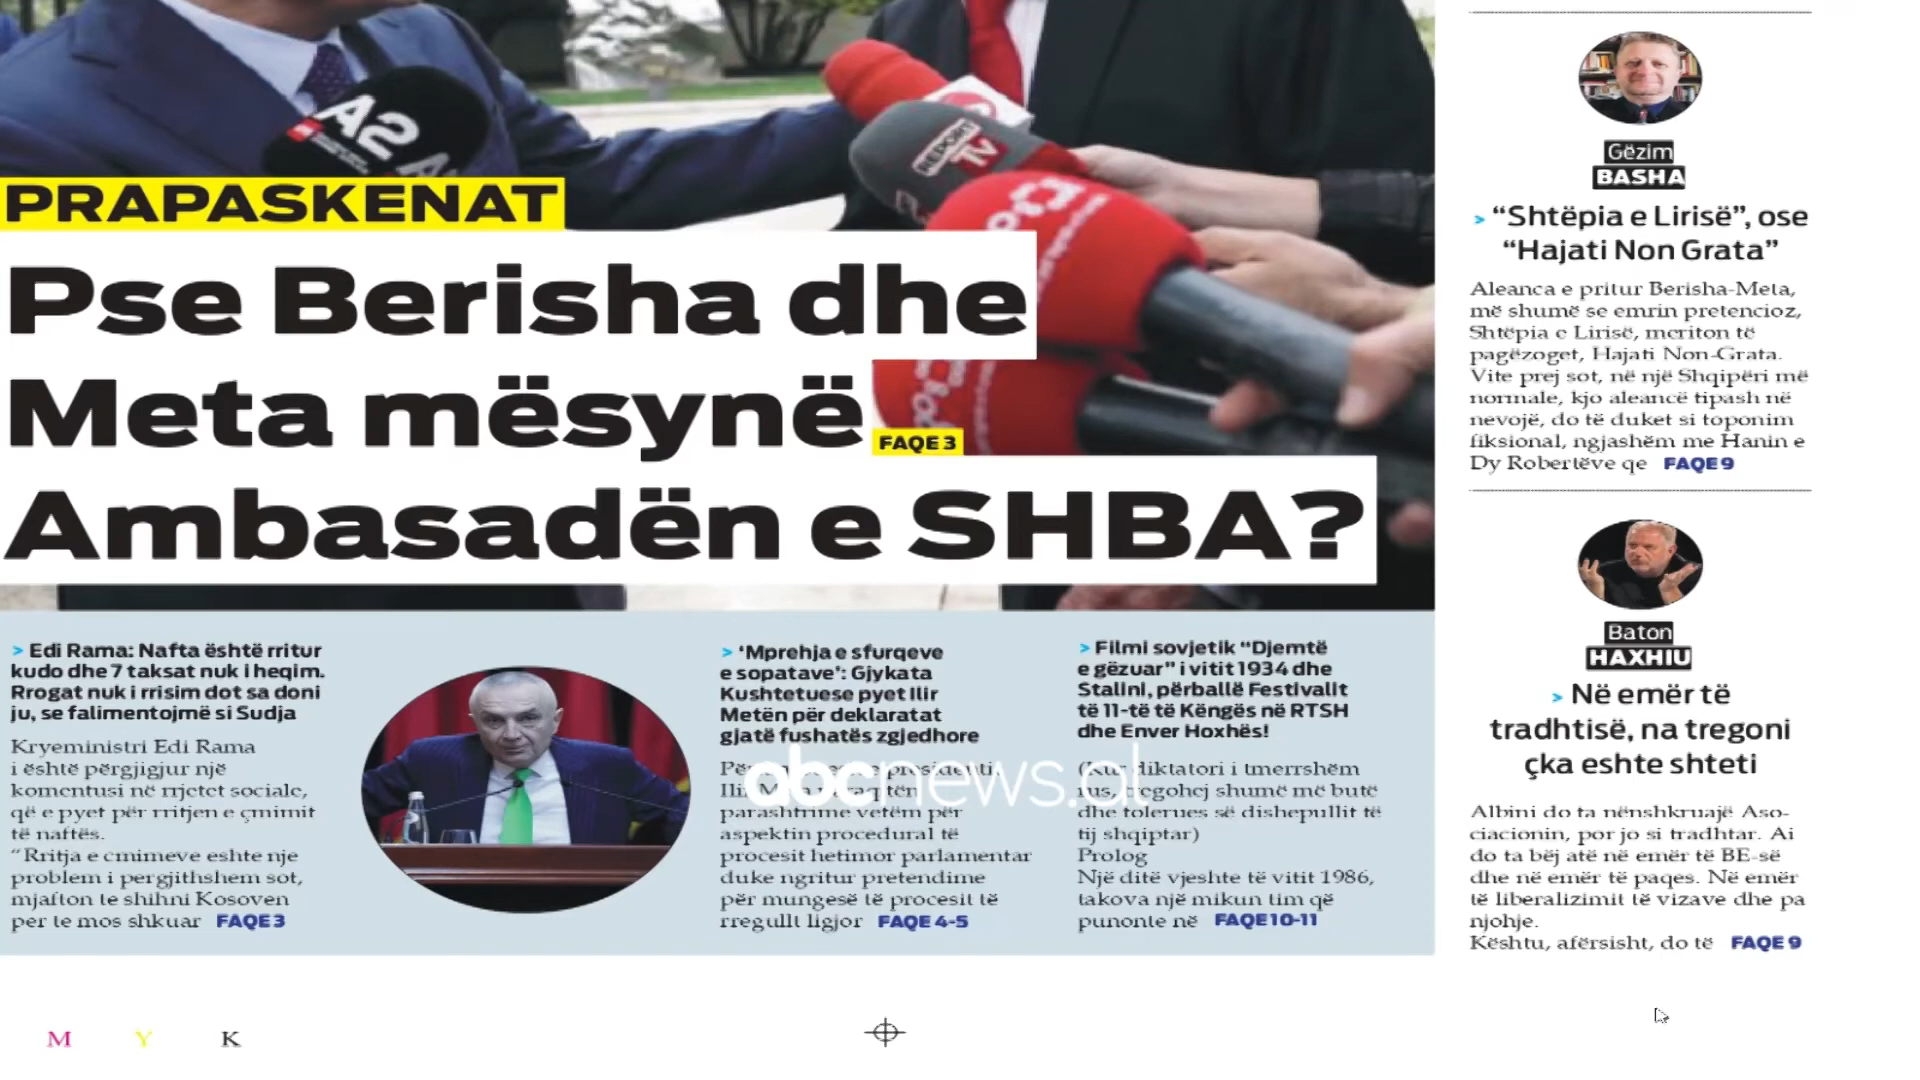 A2
REPORT
TV
PRAPASKENAT
Pse Berisha dhe
Meta mësynë
FAQE 3
Ambasadën e SHBA?
> Edi Rama: Nafta është rritur
kudo dhe 7 taksat nuk i heqim.
Rrogat nuk i rrisim dot sa doni
ju, se falimentojmë si Sudja
Kryeministri Edi Rama
i është përgjigjur një
komentusi në rrjetet sociale,
që e pyet për rritjen e çmimit
të naftës.
“Rritja e cmimeve eshte nje
problem i pergjithshem sot,
mjafton te shihni Kosoven
per te mos shkuar FAQE 3
> ‘Mprehja e sfurqeve
e sopatave’: Gjykata
Kushtetuese pyet Ilir
Metën për deklaratat
gjatë fushatës zgjedhore
presidenti
Ilir Meta
parashtrime vetëm për
aspektin procedural të
procesit hetimor parlamentar
duke ngritur pretendime
për mungesë të procesit të
rregullt ligjor FAQE 4-5
> Filmi sovjetik “Djemtë
e gëzuar” i vitit 1934 dhe
Stalini, përballë Festivalit
të 11-të të Këngës në RTSH
dhe Enver Hoxhës!
(Kur diktatori i tmerrshëm
rus, tregohej shumë më butë
dhe tolerues së dishepullit të
tij shqiptar)
Prolog
Një ditë vjeshte të vitit 1986,
takova një mikun tim që
punonte në FAQE 10-11
abcnews.al
Gëzim
BASHA
> “Shtëpia e Lirisë”, ose
“Hajati Non Grata”
Aleanca e pritur Berisha-Meta,
më shumë se emrin pretencioz,
Shtëpia e Lirisë, meriton të
pagëzoget, Hajati Non-Grata.
Vite prej sot, në një Shqipëri më
normale, kjo aleancë tipash në
nevojë, do të duket si toponim
fiksional, ngjashëm me Hanin e
Dy Robertëve qe FAQE 9
Baton
HAXHIU
> Në emër të
tradhtisë, na tregoni
çka eshte shteti
Albini do ta nënshkruajë Aso-
ciacionin, por jo si tradhtar. Ai
do ta bëj atë në emër të BE-së
dhe në emër të paqes. Në emër
të liberalizimit të vizave dhe pa
njohje.
Kështu, afërsisht, do të FAQE 9
M Y K